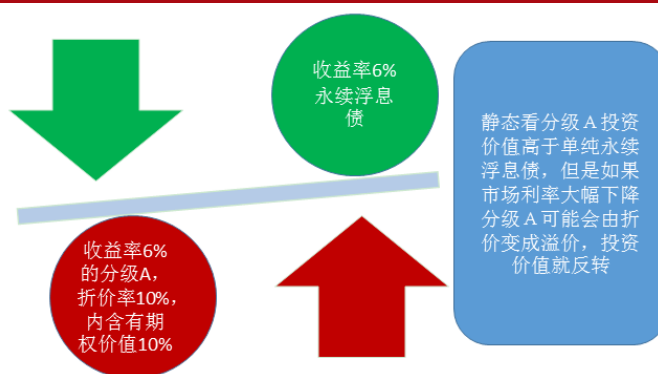 收益率6%
永续浮息
债
收益率6%
的分级A，
折价率10%，
内含有期
权价值10%
静态看分级A投资
价值高于单纯永续
浮息债，但是如果
市场利率大幅下降
分级A可能会由折
价变成溢价，投资
价值就反转